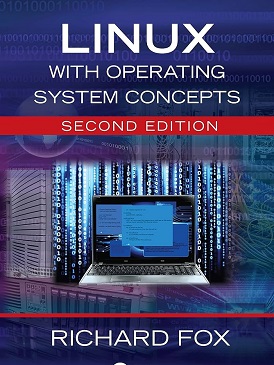 LINUX
WITH OPERATING
SYSTEM CONCEPTS
SECOND EDITION
RICHARD FOX